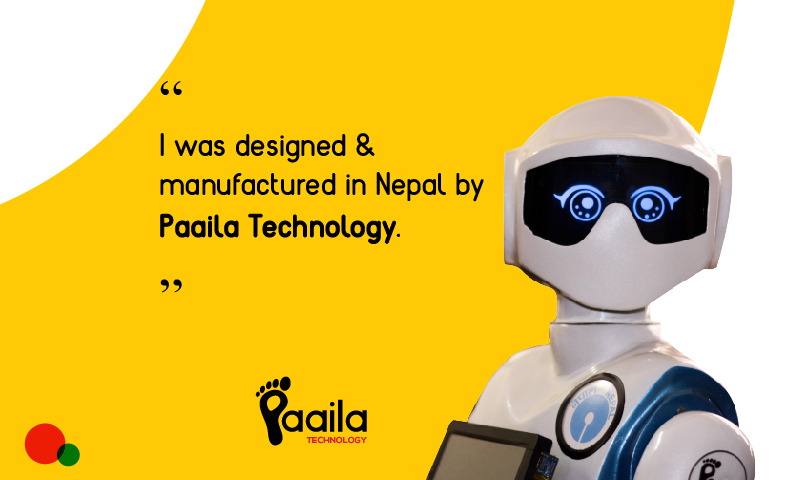 “
I was designed &
manufactured in Nepal by
Paaila Technology.
”
Paaila
TECHNOLOGY